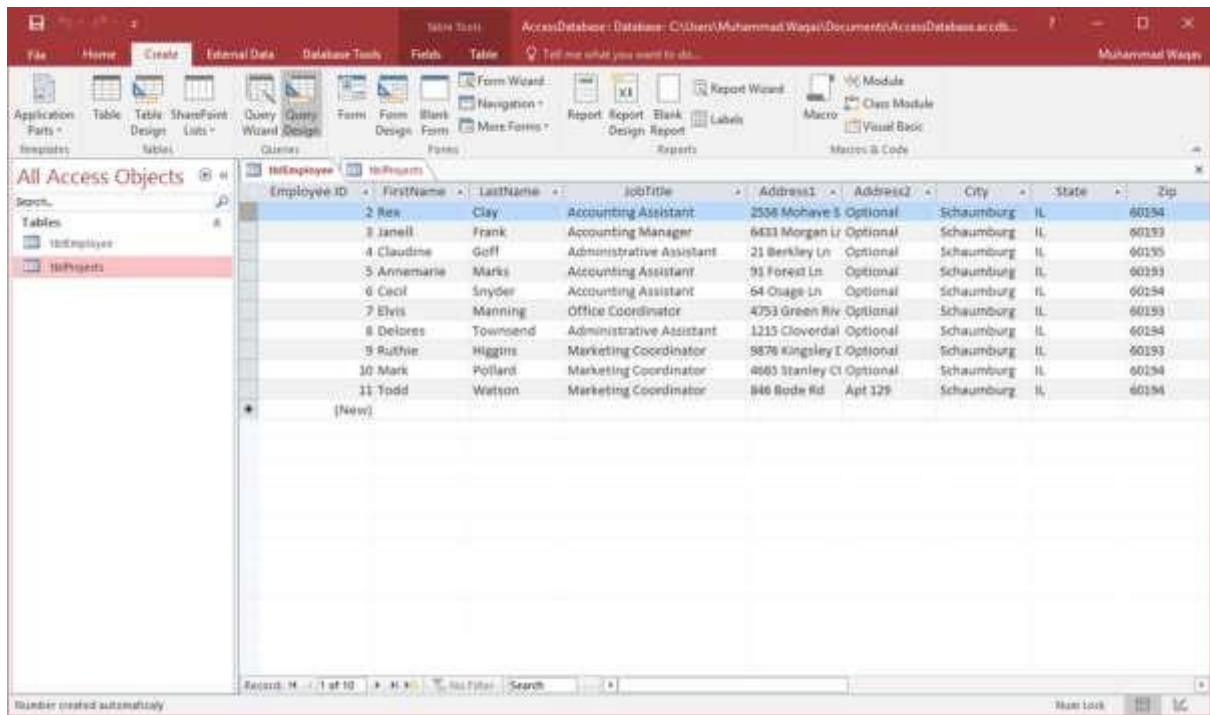 Table Tools AccessDatabase : Database- C:\Users\Muhammad Waqas\Documents\AccessDatabase.accdb... ?
File Home Create External Data Database Tools Fields Table Tell me what you want to do... Muhammad Waqas
Application Parts Table Table Design SharePoint Lists Query Wizard Query Design Form Form Design Blank Form Form Wizard Navigation More Forms Report Report Design Blank Report Report Wizard Labels Macro Module Class Module Visual Basic
Templates Tables Queries Forms Reports Macros & Code
All Access Objects
Search..
Tables
tblEmployee
tblProjects
tblEmployee tblProjects
Employee ID FirstName LastName JobTitle Address1 Address2 City State Zip
2 Rex Clay Accounting Assistant 2556 Mohave S Optional Schaumburg IL 60194
3 Janell Frank Accounting Manager 6433 Morgan Lr Optional Schaumburg IL 60193
4 Claudine Goff Administrative Assistant 21 Berkley Ln Optional Schaumburg IL 60195
5 Annemarie Marks Accounting Assistant 91 Forest Ln Optional Schaumburg IL 60193
6 Cecil Snyder Accounting Assistant 64 Osage Ln Optional Schaumburg IL 60194
7 Elvis Manning Office Coordinator 4753 Green Riv Optional Schaumburg IL 60193
8 Delores Townsend Administrative Assistant 1215 Cloverdal Optional Schaumburg IL 60194
9 Ruthie Higgins Marketing Coordinator 9876 Kingsley Optional Schaumburg IL 60193
10 Mark Pollard Marketing Coordinator 4665 Stanley Optional Schaumburg IL 60194
11 Todd Watson Marketing Coordinator 846 Bode Rd Apt 129 Schaumburg IL 60194
(New)
Record: 1 of 10 No Filter Search
Number created automatically Num Lock